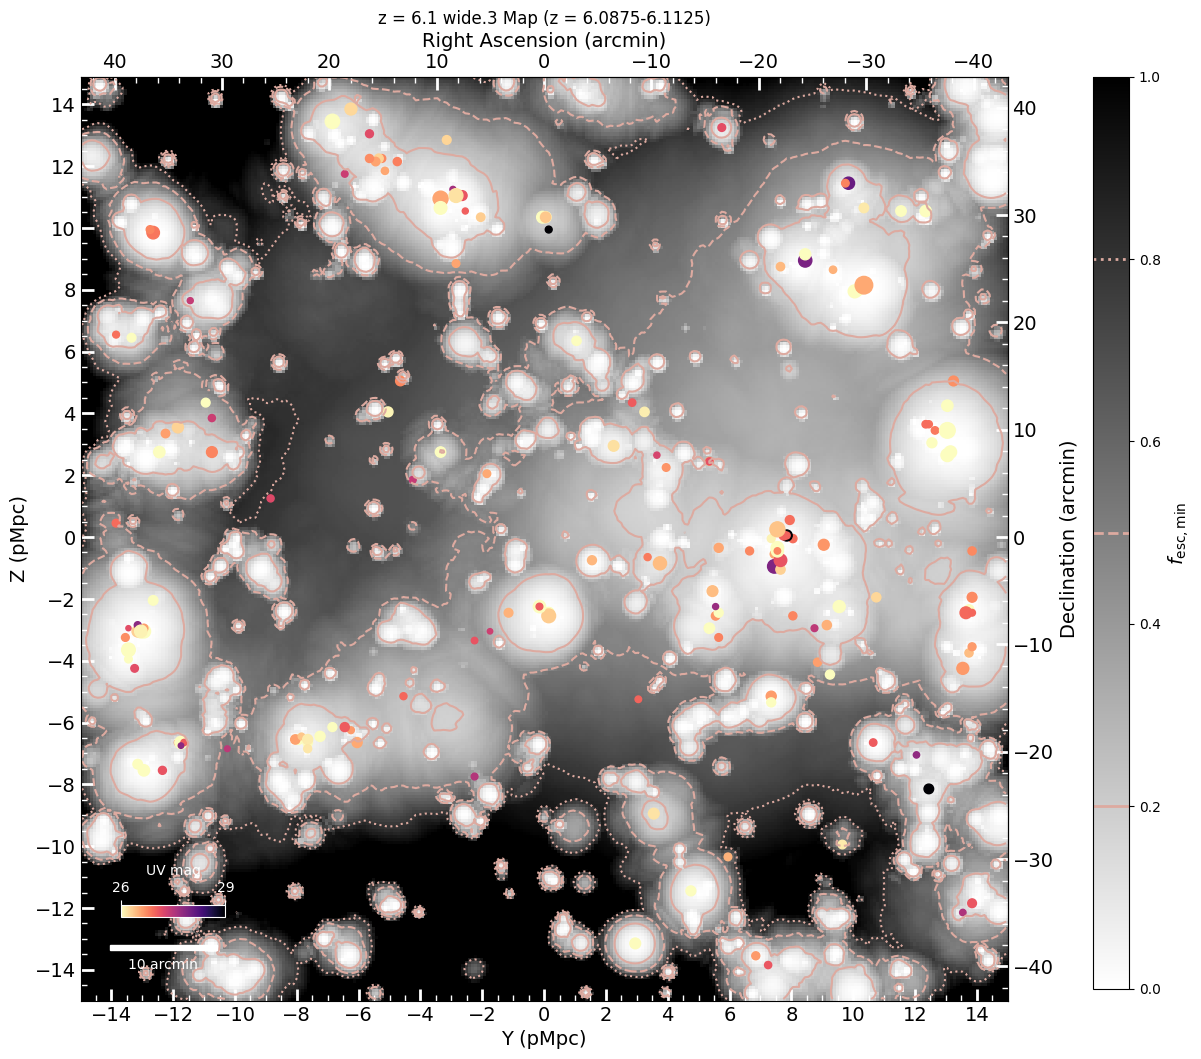 z = 6.1 wide.3 Map (z = 6.0875-6.1125)
Right Ascension (arcmin)
40 30 20 10 0 −10 −20 −30 −40
14 12 10 8 6 4 2 0 −2 −4 −6 −8 −10 −12 −14
Z (pMpc)
40 30 20 10 0 −10 −20 −30 −40
Declination (arcmin)
UV mag
26 29
10 arcmin
−14 −12 −10 −8 −6 −4 −2 0 2 4 6 8 10 12 14
Y (pMpc)
1.0
0.8
0.6
0.4
0.2
0.0
fesc,min